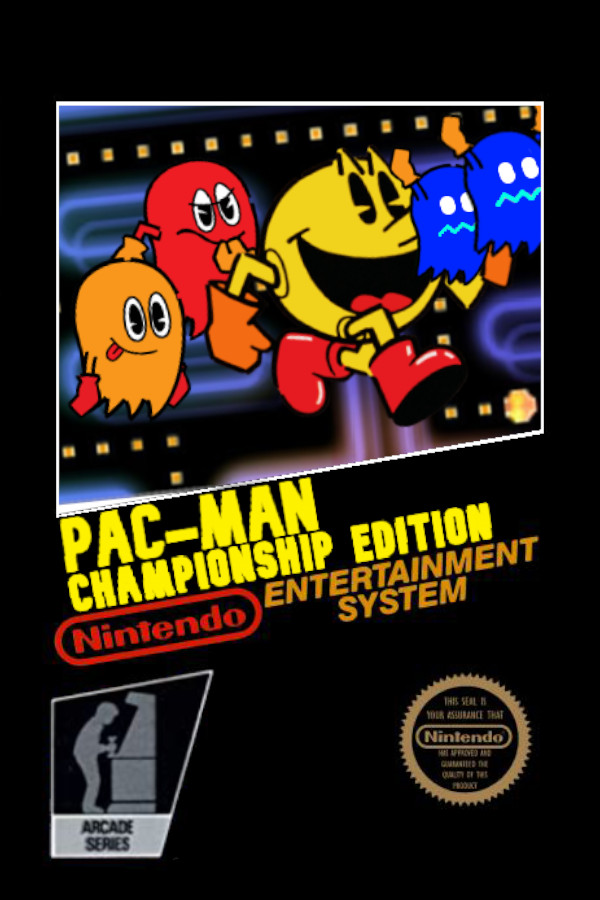 PAC-MAN
CHAMPIONSHIP EDITION
Nintendo
ENTERTAINMENT
SYSTEM
ARCADE
SERIES
THIS SEAL IS
YOUR ASSURANCE THAT
Nintendo
HAS APPROVED AND
GUARANTEED THE
QUALITY OF THIS
PRODUCT